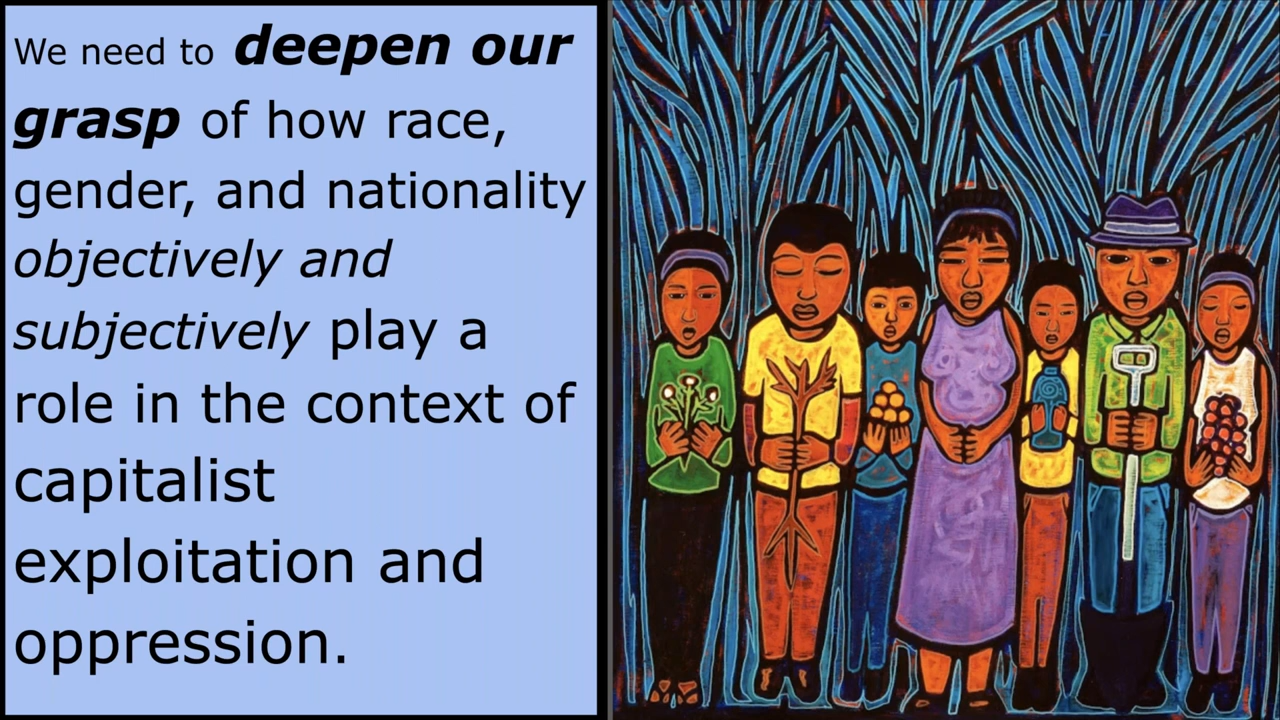 We need to deepen our
grasp of how race,
gender, and nationality
objectively and
subjectively play a
role in the context of
capitalist
exploitation and
oppression.